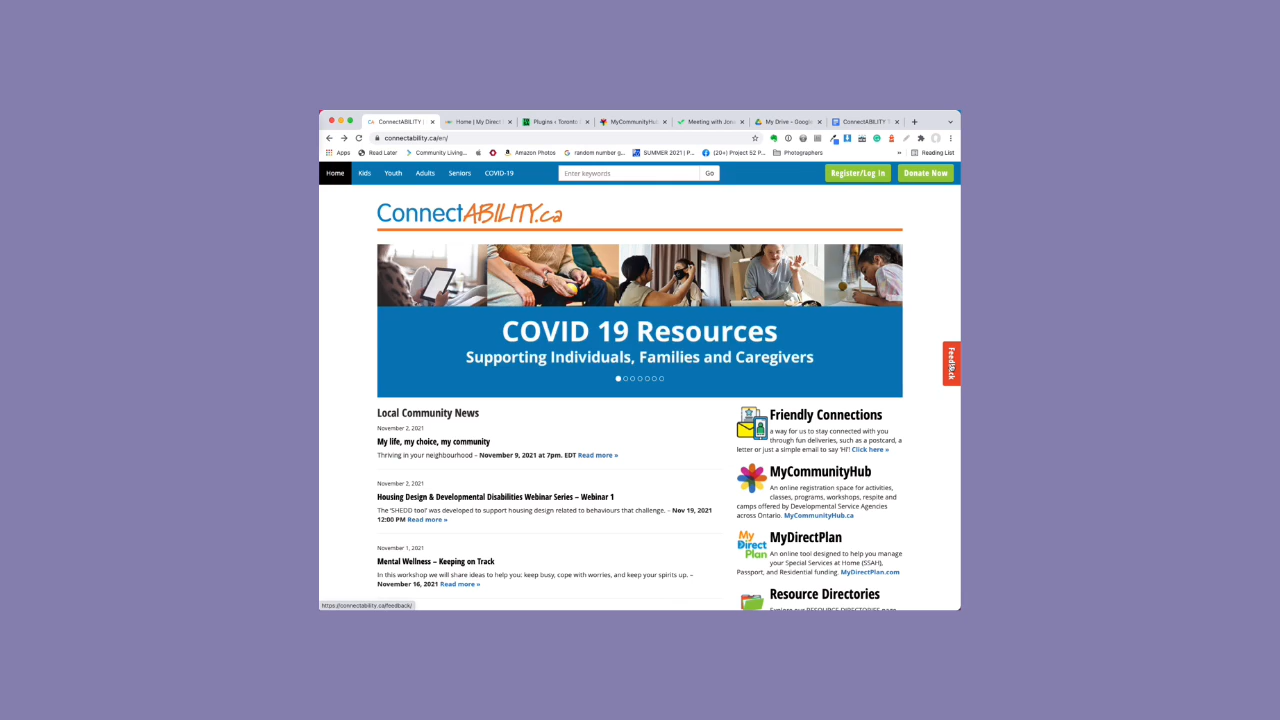 CA ConnectABILITY |
Home | My Direct
Plugins ‹ Toronto
MyCommunityHub
Meeting with Jon
My Drive - Google
ConnectABILITY T
connectability.ca/en/
Apps Read Later Community Living... Amazon Photos random number g... SUMMER 2021 | P... (20+) Project 52 P... Photographers » Reading List
Home Kids Youth Adults Seniors COVID-19 Enter keywords Go Register/Log In Donate Now
ConnectABILITY.ca
COVID 19 Resources
Supporting Individuals, Families and Caregivers
Feedback
Local Community News
November 2, 2021
My life, my choice, my community
Thriving in your neighbourhood – November 9, 2021 at 7pm. EDT Read more »
November 2, 2021
Housing Design & Developmental Disabilities Webinar Series – Webinar 1
The 'SHEDD tool' was developed to support housing design related to behaviours that challenge. – Nov 19, 2021
12:00 PM Read more »
November 1, 2021
Mental Wellness – Keeping on Track
In this workshop we will share ideas to help you: keep busy, cope with worries, and keep your spirits up. –
November 16, 2021 Read more »
Friendly Connections
a way for us to stay connected with you
through fun deliveries, such as a postcard, a
letter or just a simple email to say 'HI'! Click here »
MyCommunityHub
An online registration space for activities,
classes, programs, workshops, respite and
camps offered by Developmental Service Agencies
across Ontario. MyCommunityHub.ca
My
Direct
Plan
MyDirectPlan
An online tool designed to help you manage
your Special Services at Home (SSAH),
Passport, and Residential funding. MyDirectPlan.com
Resource Directories
Explore our RESOURCE DIRECTORIES page
https://connectability.ca/feedback/